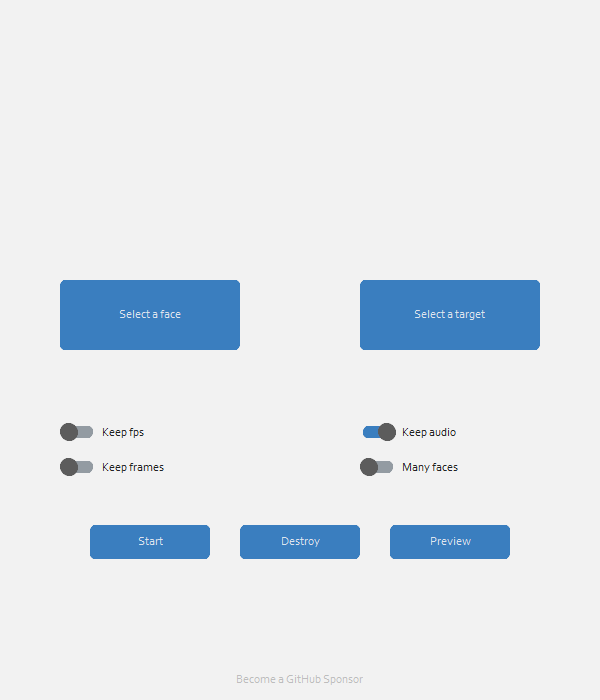 Select a face
Select a target
Keep fps
Keep audio
Keep frames
Many faces
Start
Destroy
Preview
Become a GitHub Sponsor